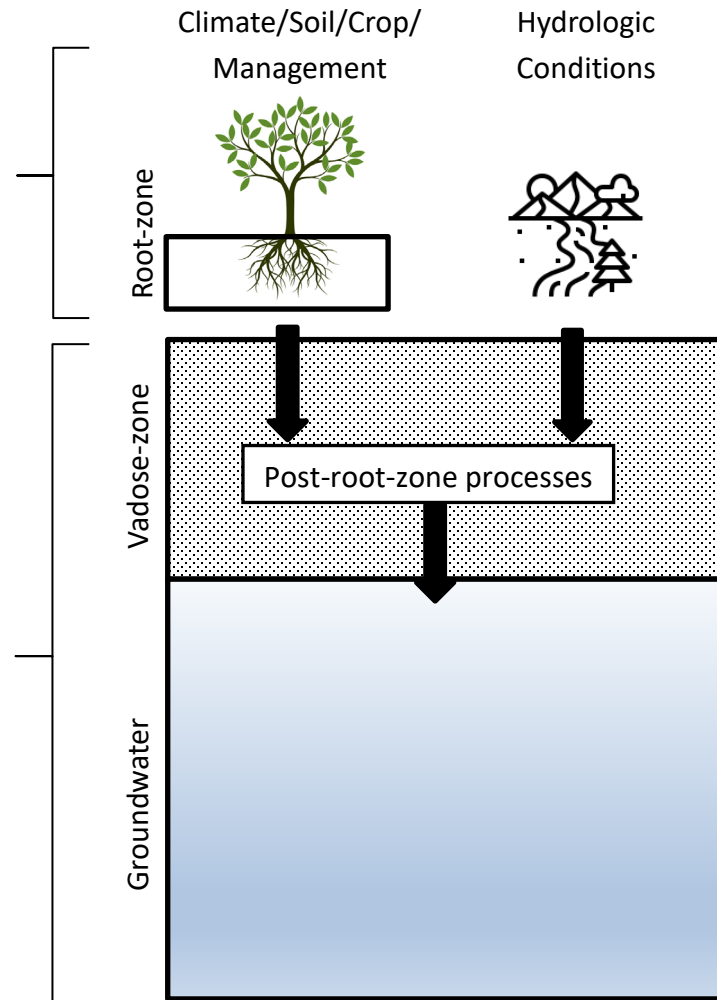 Climate/Soil/Crop/
Management
Hydrologic
Conditions
Root-zone
Vadose-zone
Post-root-zone processes
Groundwater